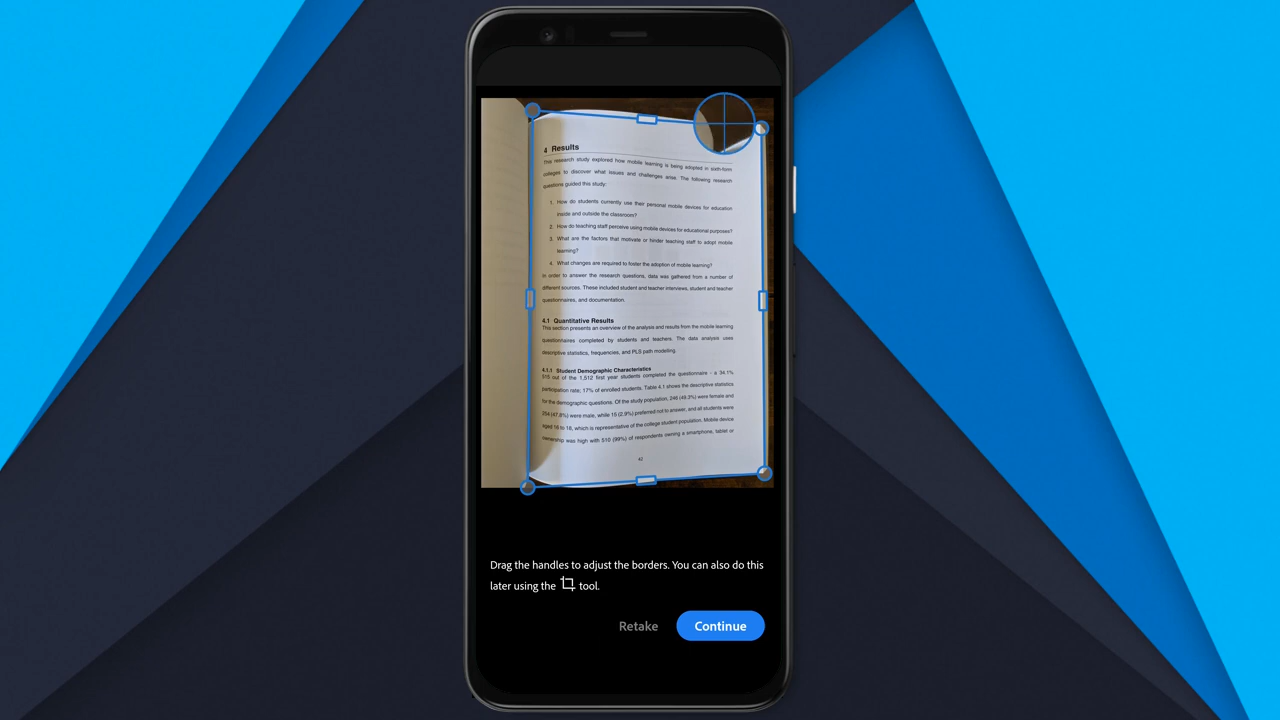 4 Results
This research study explored how mobile learning is being adopted in sixth-form
colleges to discover what issues and challenges arise. The following research
questions guided this study:
1. How do students currently use their personal mobile devices for education
inside and outside the classroom?
2. How do teaching staff perceive using mobile devices for educational purposes?
3. What are the factors that motivate or hinder teaching staff to adopt mobile
learning?
4. What changes are required to foster the adoption of mobile learning?
In order to answer the research questions, data was gathered from a number of
different sources. These included student and teacher interviews, student and teacher
questionnaires, and documentation.
4.1 Quantitative Results
This section presents an overview of the analysis and results from the mobile learning
questionnaires completed by students and teachers. The data analysis uses
descriptive statistics, frequencies, and PLS path modelling.
4.1.1 Student Demographic Characteristics
515 out of the 1,512 first year students completed the questionnaire - a 34.1%
participation rate; 17% of enrolled students. Table 4.1 shows the descriptive statistics
for the demographic questions. Of the study population, 246 (49.3%) were female and
254 (47.8%) were male, while 15 (2.9%) preferred not to answer, and all students were
aged 16 to 18, which is representative of the college student population. Mobile device
ownership was high with 510 (99%) of respondents owning a smartphone, tablet or
42
Drag the handles to adjust the borders. You can also do this
later using the tool.
Retake
Continue